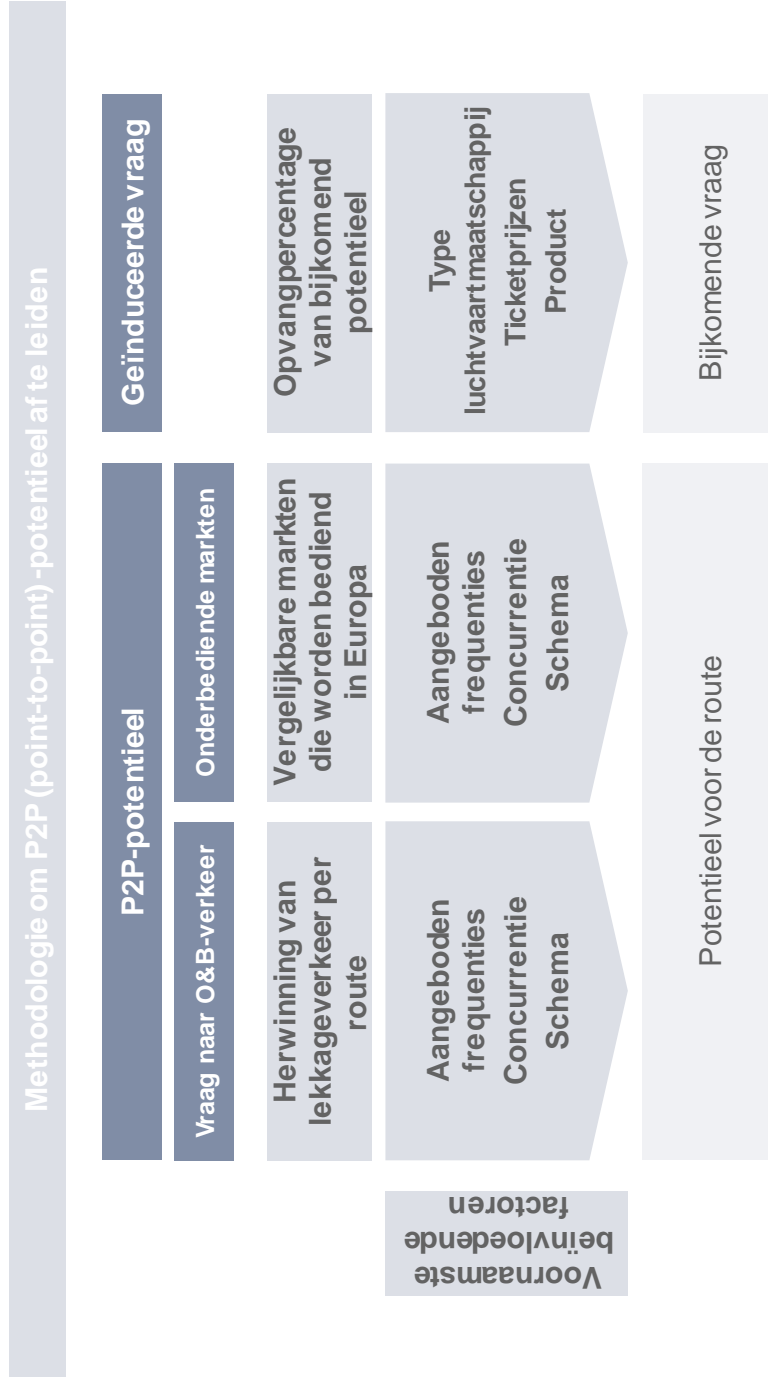 Methodologie om P2P (point-to-point) -potentieel af te leiden
P2P-potentieel
Geïnduceerde vraag
Vraag naar O&B-verkeer
Onderbediende markten
Herwinning van
lekkageverkeer per
route
Vergelijkbare markten
die worden bediend
in Europa
Opvangpercentage
van bijkomend
potentieel
Voornaamste
beïnvloedende
factoren
Aangeboden
frequenties
Concurrentie
Schema
Aangeboden
frequenties
Concurrentie
Schema
Type
luchtvaartmaatschappij
Ticketprijzen
Product
Potentieel voor de route
Bijkomende vraag